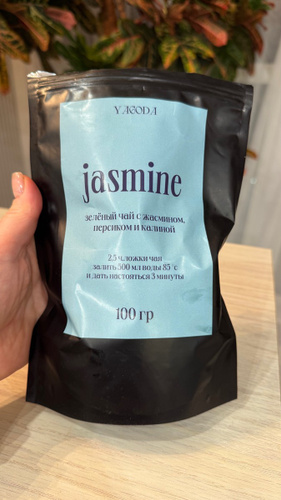 YAGODA
jasmine
зелёный чай с жасмином,
персиком и калиной
2,5 ч.ложки чая
залить 500 мл воды 85°с
и дать настояться 3 минуты
100 гр